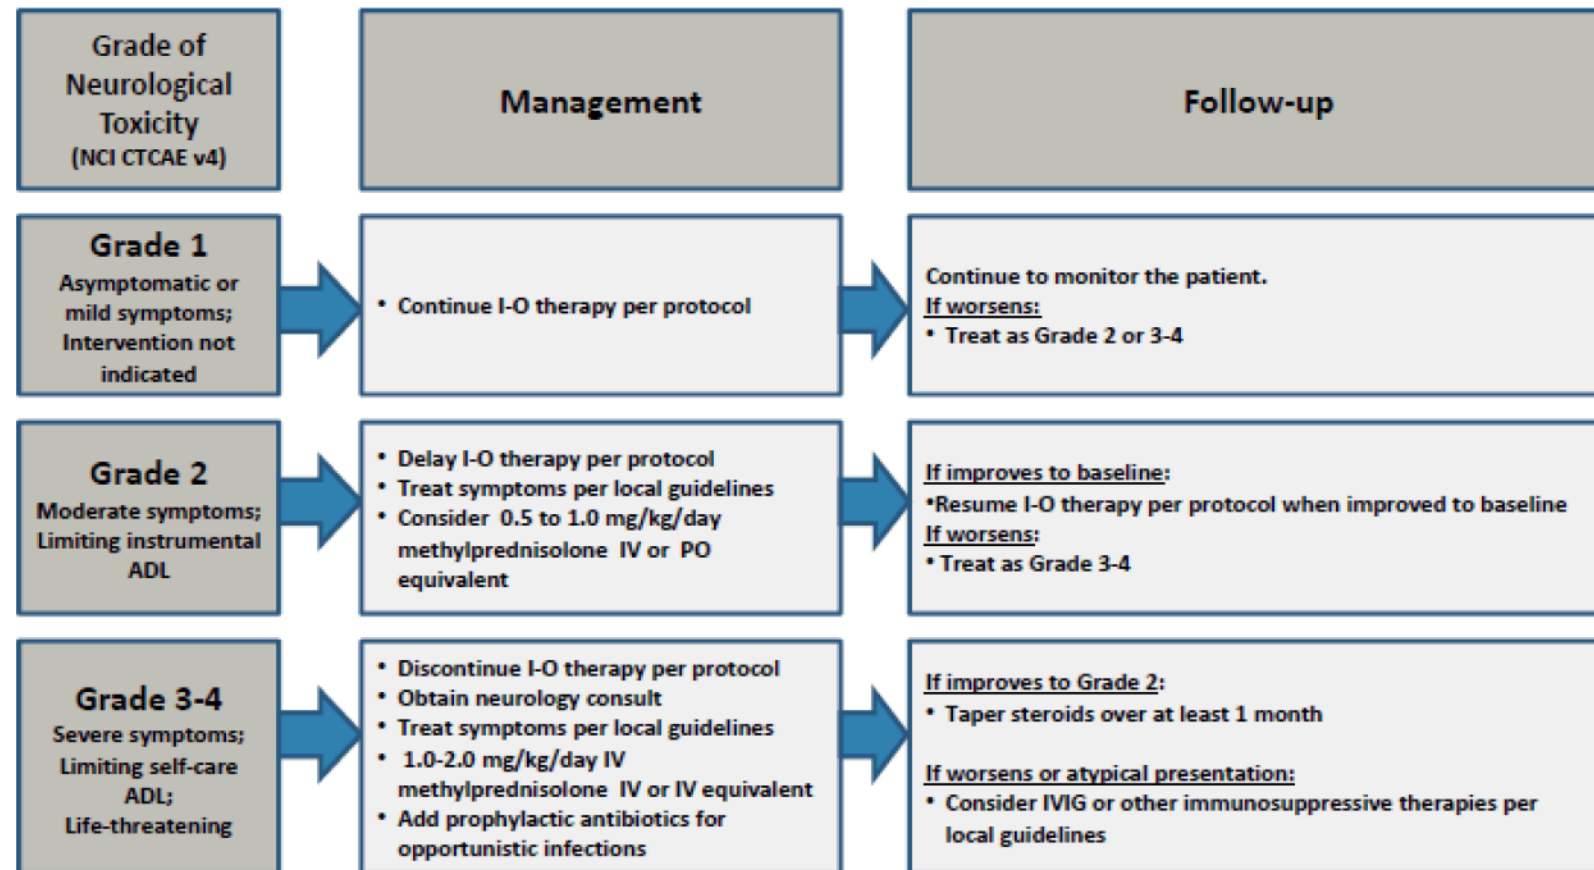 Grade of
Neurological
Toxicity
(NCI CTCAE v4)
Management
Follow-up
Grade 1
Asymptomatic or
mild symptoms;
Intervention not
indicated
• Continue I-O therapy per protocol
Continue to monitor the patient.
If worsens:
• Treat as Grade 2 or 3-4
Grade 2
Moderate symptoms;
Limiting instrumental
ADL
• Delay I-O therapy per protocol
• Treat symptoms per local guidelines
• Consider 0.5 to 1.0 mg/kg/day
methylprednisolone IV or PO
equivalent
If improves to baseline:
•Resume I-O therapy per protocol when improved to baseline
If worsens:
• Treat as Grade 3-4
Grade 3-4
Severe symptoms;
Limiting self-care
ADL;
Life-threatening
• Discontinue I-O therapy per protocol
• Obtain neurology consult
• Treat symptoms per local guidelines
• 1.0-2.0 mg/kg/day IV
methylprednisolone IV or IV equivalent
• Add prophylactic antibiotics for
opportunistic infections
If improves to Grade 2:
• Taper steroids over at least 1 month
If worsens or atypical presentation:
• Consider IVIG or other immunosuppressive therapies per
local guidelines